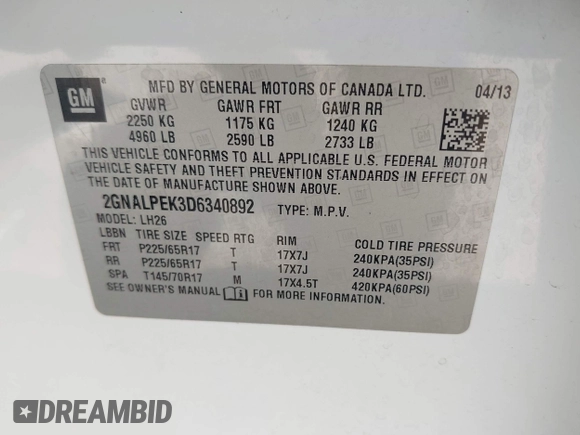 GM MFD BY GENERAL MOTORS OF CANADA LTD. 04/13
GVWR GAWR FRT GAWR RR
2250 KG 1175 KG 1240 KG
4960 LB 2590 LB 2733 LB
THIS VEHICLE CONFORMS TO ALL APPLICABLE U.S. FEDERAL MOTOR
VEHICLE SAFETY AND THEFT PREVENTION STANDARDS IN EFFECT ON
THE DATE OF MANUFACTURE SHOWN ABOVE.
2GNALPEK3D6340892 TYPE: M.P.V.
MODEL: LH26
LBBN TIRE SIZE SPEED RTG RIM COLD TIRE PRESSURE
FRT P225/65R17 T 17X7J 240KPA(35PSI)
RR P225/65R17 T 17X7J 240KPA(35PSI)
SPA T145/70R17 M 17X4.5T 420KPA(60PSI)
SEE OWNER'S MANUAL FOR MORE INFORMATION.
DREAMBID